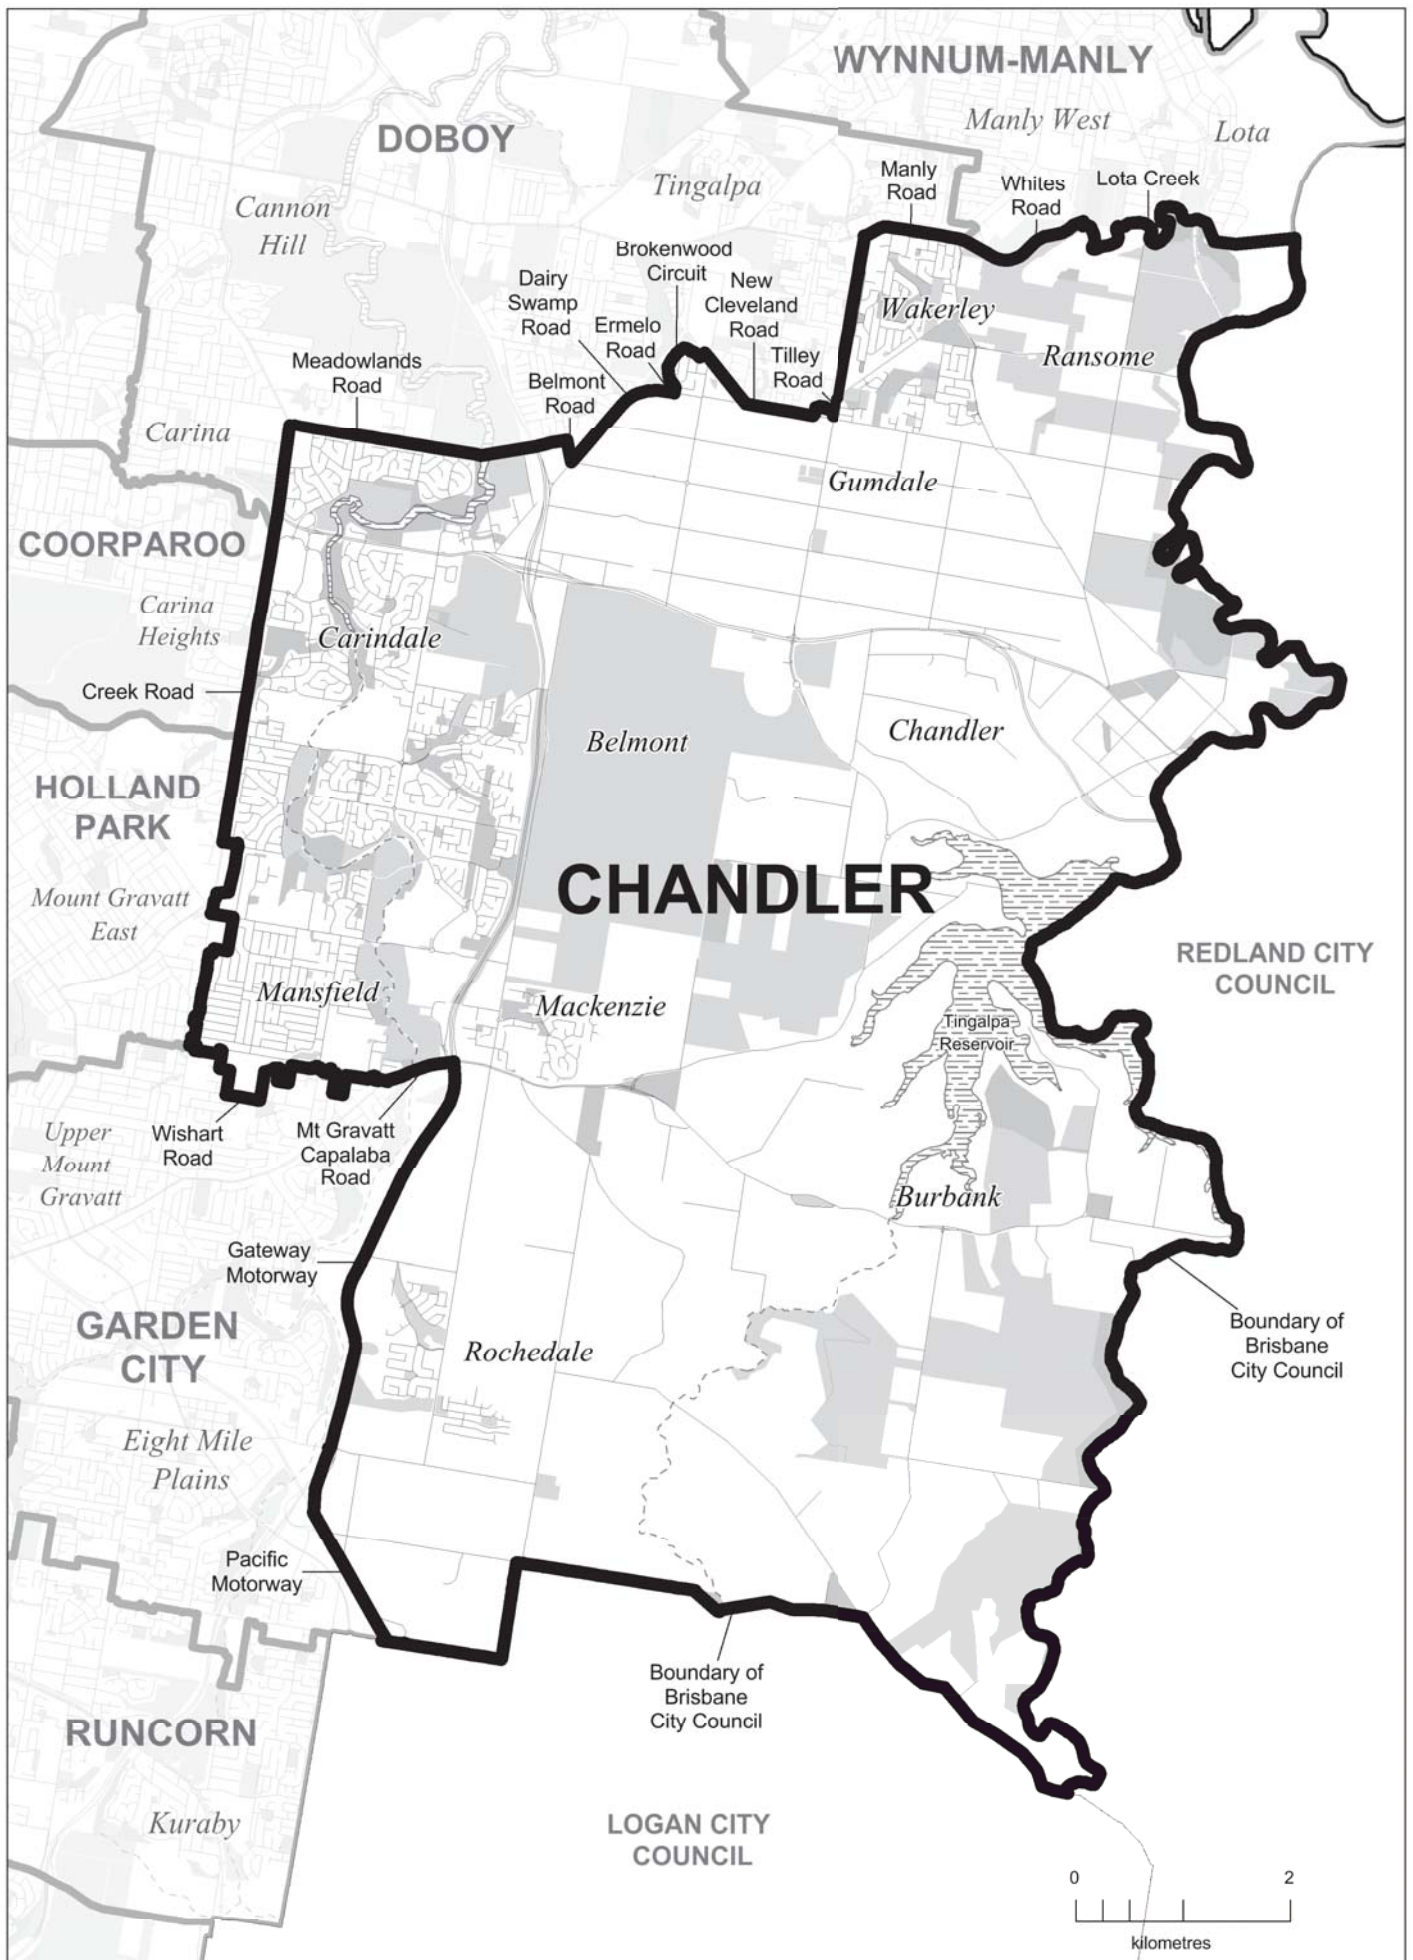 WYNNUM-MANLY
Manly West
Lota
DOBOY
Tingalpa
Cannon
Hill
Manly
Road
Whites
Road
Lota Creek
Brokenwood
Circuit
Dairy
Swamp
Road
New
Cleveland
Road
Ermelo
Road
Tilley
Road
Wakerley
Ransome
Meadowlands
Road
Belmont
Road
Carina
Gumdale
COORPAROO
Carina
Heights
Carindale
Creek Road
Belmont
Chandler
HOLLAND
PARK
CHANDLER
Mount Gravatt
East
REDLAND CITY
COUNCIL
Mansfield
Mackenzie
Tingalpa
Reservoir
Upper
Mount
Gravatt
Wishart
Road
Mt Gravatt
Capalaba
Road
Burbank
Gateway
Motorway
GARDEN
CITY
Rochedale
Boundary of
Brisbane
City Council
Eight Mile
Plains
Pacific
Motorway
Boundary of
Brisbane
City Council
RUNCORN
Kuraby
LOGAN CITY
COUNCIL
0 2
kilometres